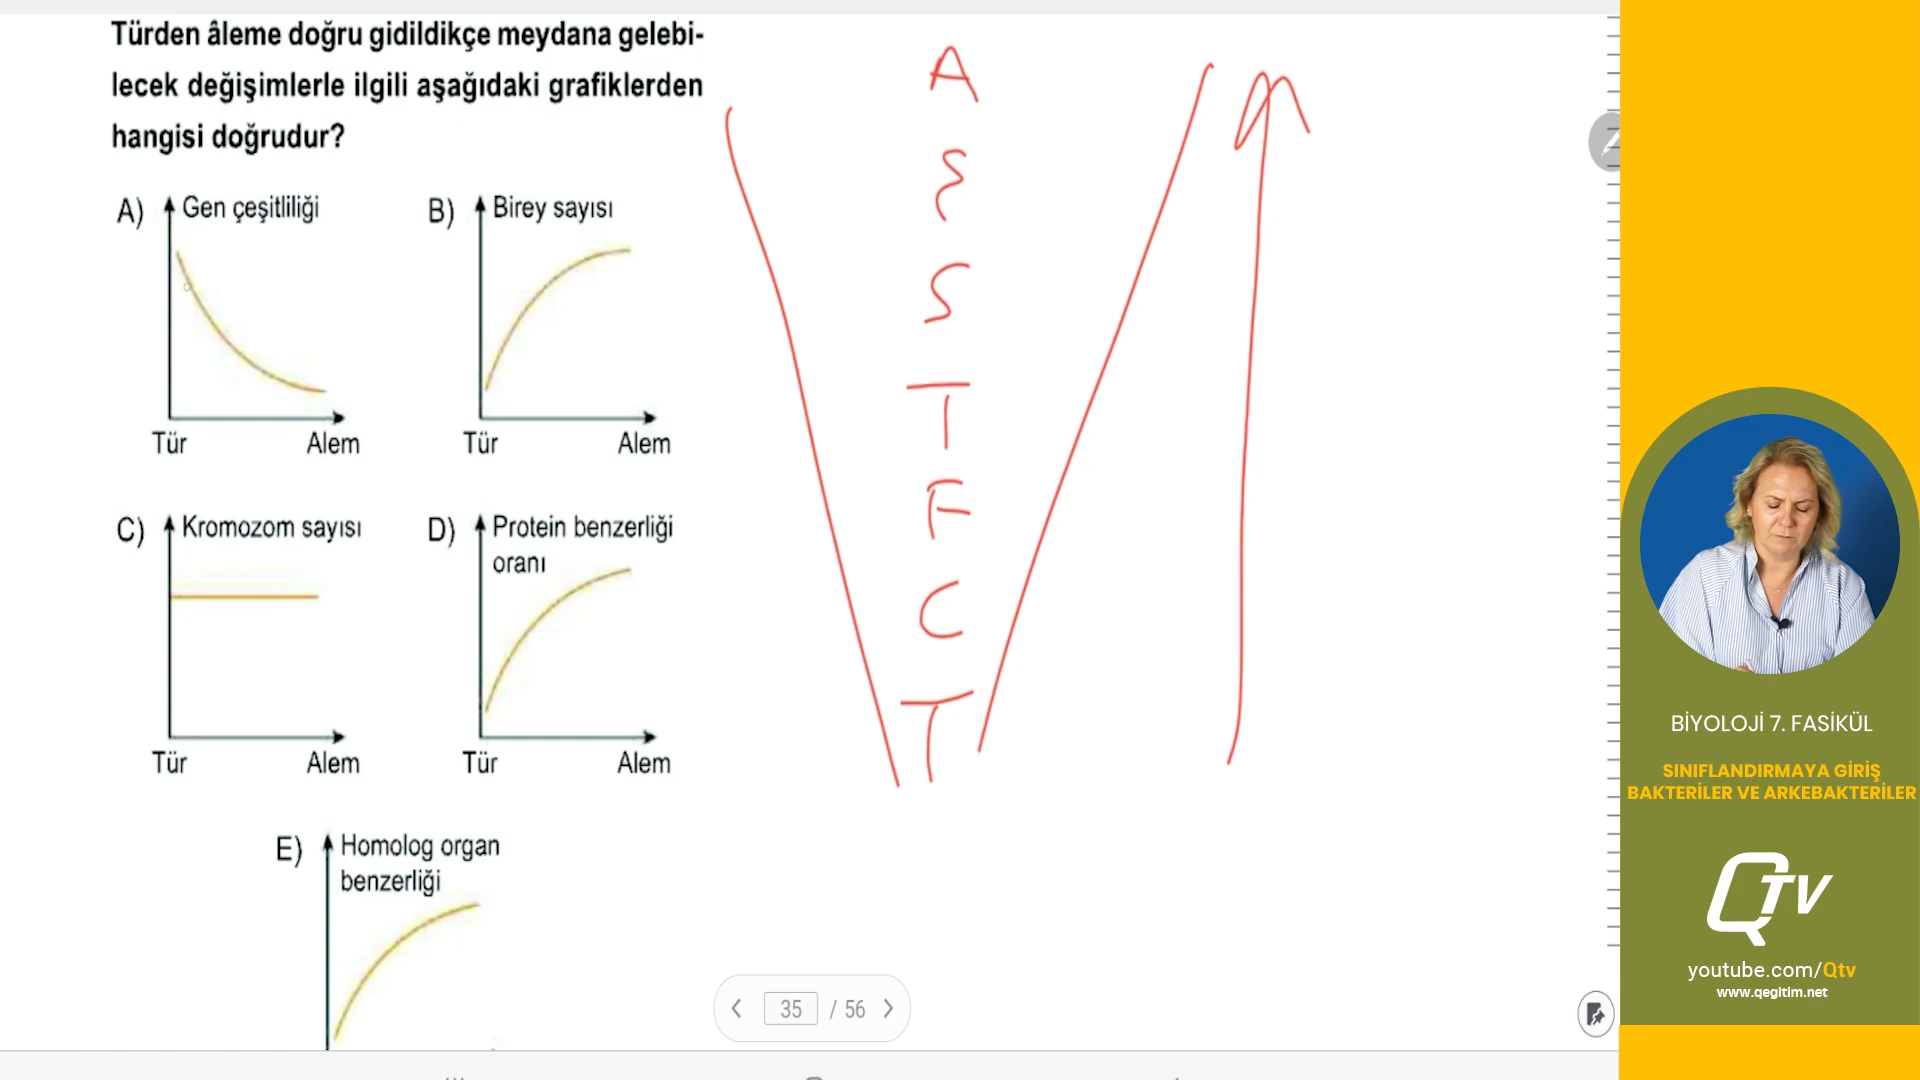 Türden âleme doğru gidildikçe meydana gelebi-
lecek değişimlerle ilgili aşağıdaki grafiklerden
hangisi doğrudur?
A) Gen çeşitliliği
Tür Alem
B) Birey sayısı
Tür Alem
C) Kromozom sayısı
Tür Alem
D) Protein benzerliği
oranı
Tür Alem
E) Homolog organ
benzerliği
A
Ş
S
T
F
C
T
35 / 56
BİYOLOJİ 7. FASİKÜL
SINIFLANDIRMAYA GİRİŞ
BAKTERİLER VE ARKEBAKTERİLER
QTV
youtube.com/Qtv
www.qegitim.net